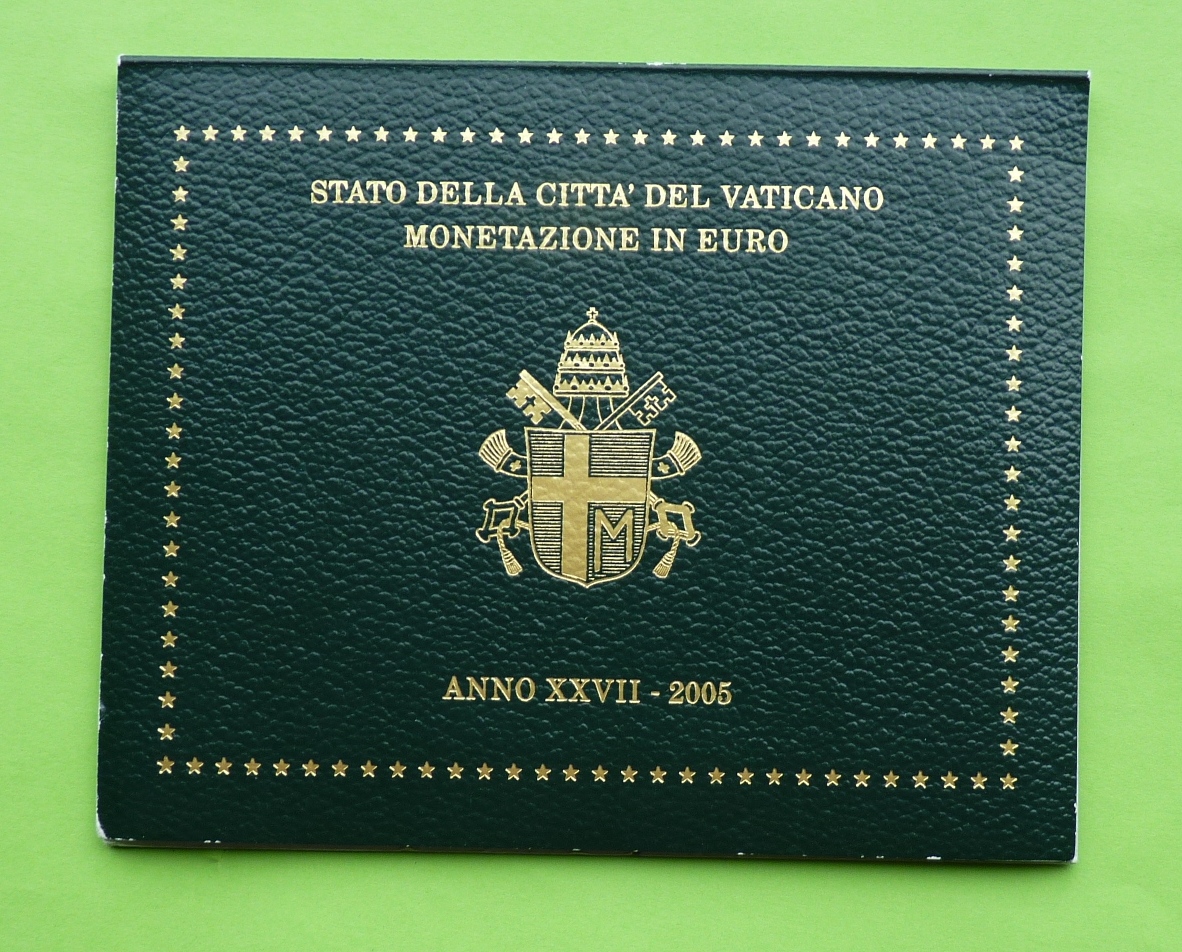 STATO DELLA CITTA' DEL VATICANO
MONETAZIONE IN EURO
M
ANNO XXVII - 2005